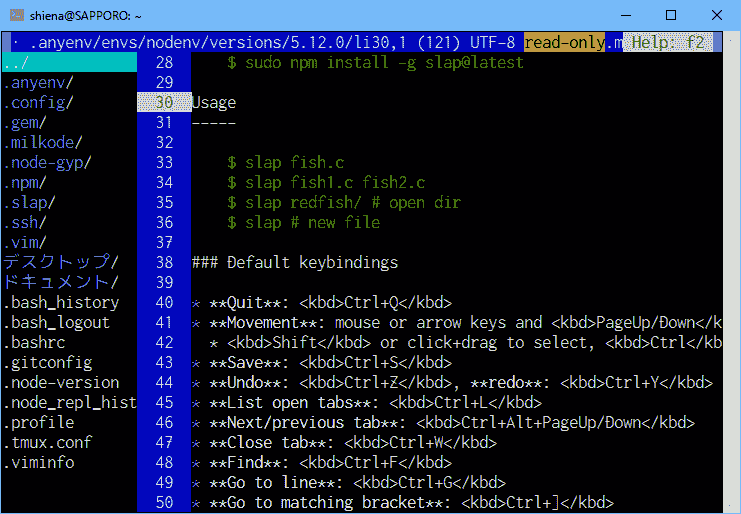 shiena@SAPPORO: ~
· .anyenv/envs/nodenv/versions/5.12.0/li30,1 (121) UTF-8 read-only.m Help: f2
../
.anyenv/
.config/
.gem/
.milkode/
.node-gyp/
.npm/
.slap/
.ssh/
.vim/
デスクトップ/
ドキュメント/
.bash_history
.bash_logout
.bashrc
.gitconfig
.node-version
.node_repl_hist
.profile
.tmux.conf
.viminfo
28     $ sudo npm install -g slap@latest
29
30 Usage
31 -----
32
33     $ slap fish.c
34     $ slap fish1.c fish2.c
35     $ slap redfish/ # open dir
36     $ slap # new file
37
38 ### Default keybindings
39
40 * **Quit**: <kbd>Ctrl+Q</kbd>
41 * **Movement**: mouse or arrow keys and <kbd>PageUp/Down</k
42   * <kbd>Shift</kbd> or click+drag to select, <kbd>Ctrl</kb
43 * **Save**: <kbd>Ctrl+S</kbd>
44 * **Undo**: <kbd>Ctrl+Z</kbd>, **redo**: <kbd>Ctrl+Y</kbd>
45 * **List open tabs**: <kbd>Ctrl+L</kbd>
46 * **Next/previous tab**: <kbd>Ctrl+Alt+PageUp/Down</kbd>
47 * **Close tab**: <kbd>Ctrl+W</kbd>
48 * **Find**: <kbd>Ctrl+F</kbd>
49 * **Go to line**: <kbd>Ctrl+G</kbd>
50 * **Go to matching bracket**: <kbd>Ctrl+]</kbd>